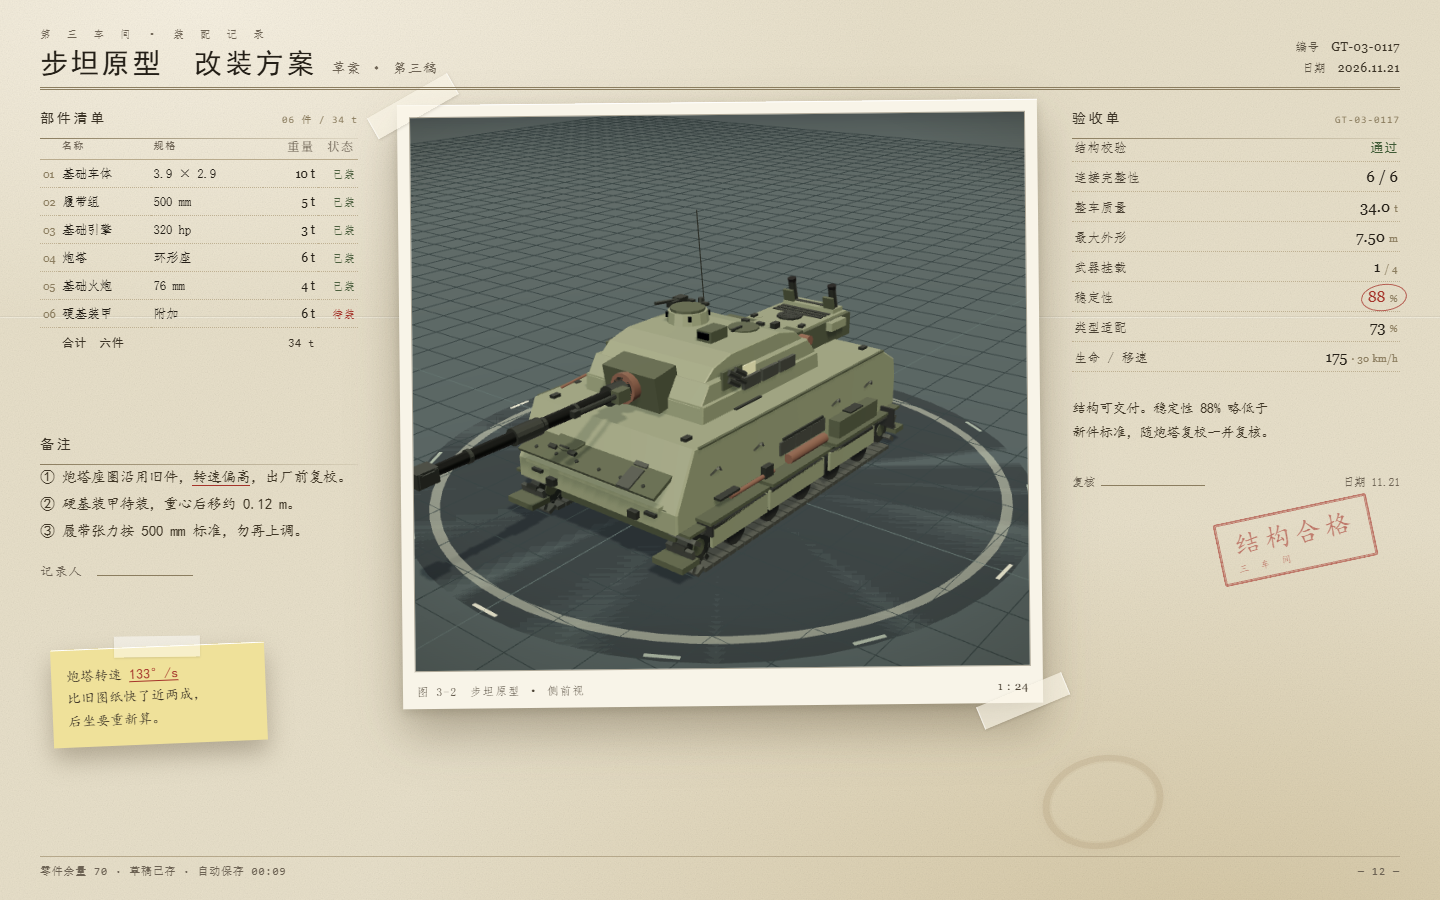 第三车间 · 装配记录
步坦原型 改装方案 草案 · 第三稿
编号 GT-03-0117
日期 2026.11.21
部件清单 06 件 / 34 t
名称 规格 重量 状态
01 基础车体 3.9 × 2.9 10 t 已装
02 履带组 500 mm 5 t 已装
03 基础引擎 320 hp 3 t 已装
04 炮塔 环形座 6 t 已装
05 基础火炮 76 mm 4 t 已装
06 硬基装甲 附加 6 t 待装
合计 六件 34 t
备注
① 炮塔座圈沿用旧件，转速偏高，出厂前复校。
② 硬基装甲待装，重心后移约 0.12 m。
③ 履带张力按 500 mm 标准，勿再上调。
记录人
炮塔转速 133° /s
比旧图纸快了近两成，
后坐要重新算。
图 3-2 步坦原型 · 侧前视 1 : 24
验收单 GT-03-0117
结构校验 通过
连接完整性 6 / 6
整车质量 34.0 t
最大外形 7.50 m
武器挂载 1 / 4
稳定性 88 %
类型适配 73 %
生命 / 移速 175 · 30 km/h
结构可交付。稳定性 88% 略低于
新件标准，随炮塔复校一并复核。
复核 日期 11.21
结构合格
三车间
零件余量 70 · 草稿已存 · 自动保存 00:09
— 12 —